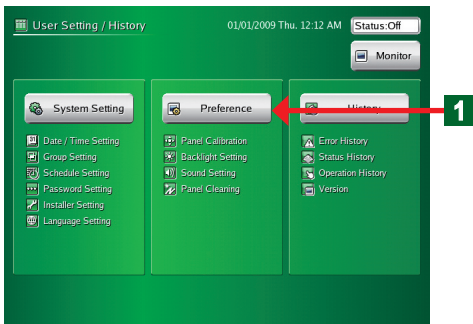 User Setting / History 01/01/2009 Thu. 12:12 AM Status:Off
Monitor
System Setting
Date / Time Setting
Group Setting
Schedule Setting
Password Setting
Installer Setting
Language Setting
Preference
Panel Calibration
Backlight Setting
Sound Setting
Panel Cleaning
History
Error History
Status History
Operation History
Version
1